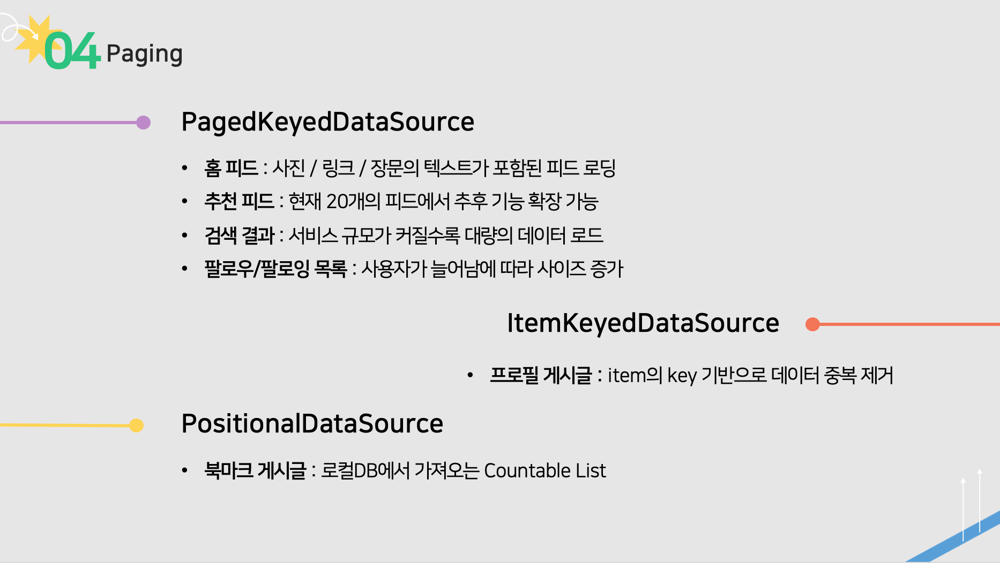 04 Paging
PagedKeyedDataSource
• 홈 피드 : 사진 / 링크 / 장문의 텍스트가 포함된 피드 로딩
• 추천 피드 : 현재 20개의 피드에서 추후 기능 확장 가능
• 검색 결과 : 서비스 규모가 커질수록 대량의 데이터 로드
• 팔로우/팔로잉 목록 : 사용자가 늘어남에 따라 사이즈 증가
ItemKeyedDataSource
• 프로필 게시글 : item의 key 기반으로 데이터 중복 제거
PositionalDataSource
• 북마크 게시글 : 로컬DB에서 가져오는 Countable List